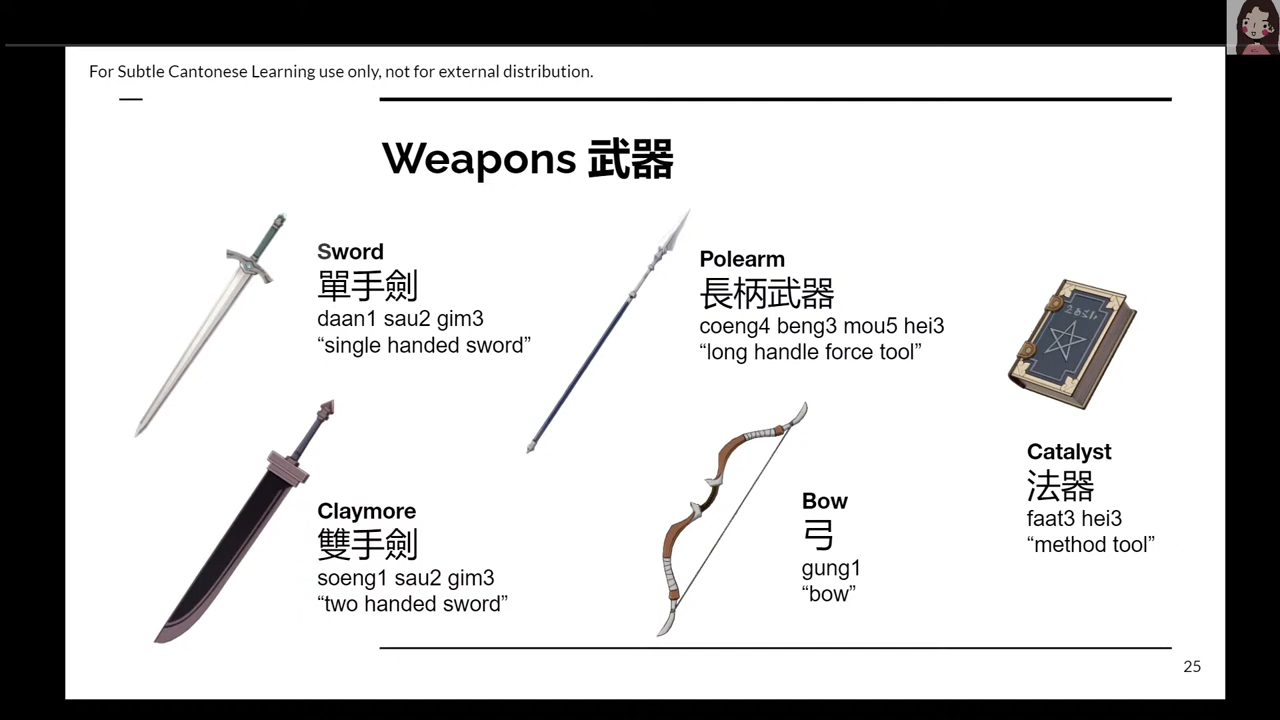 For Subtle Cantonese Learning use only, not for external distribution.
Weapons 武器
Sword
單手劍
daan1 sau2 gim3
“single handed sword”
Polearm
長柄武器
coeng4 beng3 mou5 hei3
“long handle force tool”
Claymore
雙手劍
soeng1 sau2 gim3
“two handed sword”
Bow
弓
gung1
“bow”
Catalyst
法器
faat3 hei3
“method tool”
25